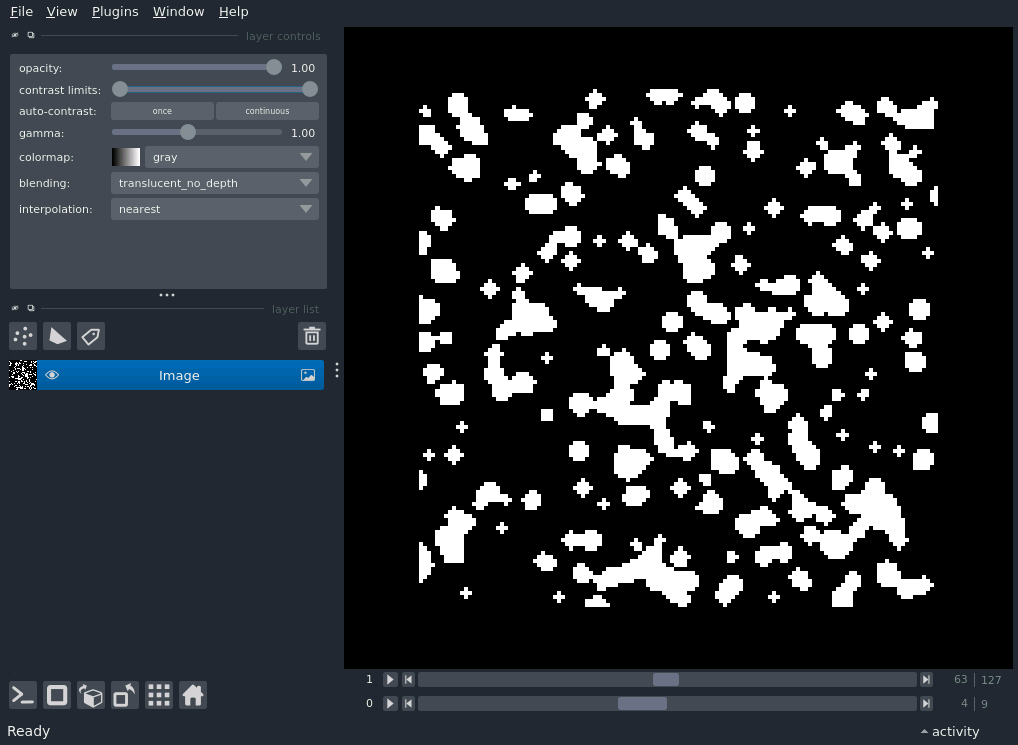 File View Plugins Window Help
layer controls
opacity: 1.00
contrast limits:
auto-contrast: once continuous
gamma: 1.00
colormap: gray
blending: translucent_no_depth
interpolation: nearest
layer list
Image
1 63 127
0 4 9
Ready activity